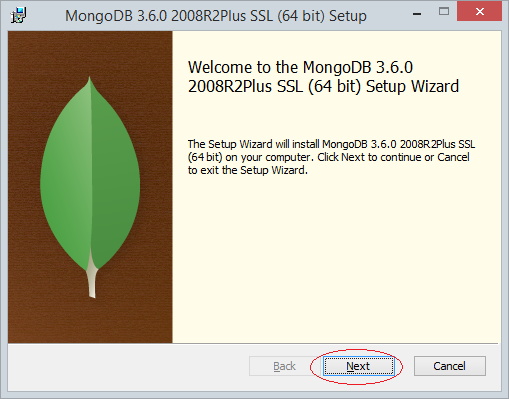 MongoDB 3.6.0 2008R2Plus SSL (64 bit) Setup
Welcome to the MongoDB 3.6.0
2008R2Plus SSL (64 bit) Setup Wizard
The Setup Wizard will install MongoDB 3.6.0 2008R2Plus SSL
(64 bit) on your computer. Click Next to continue or Cancel
to exit the Setup Wizard.
Back Next Cancel